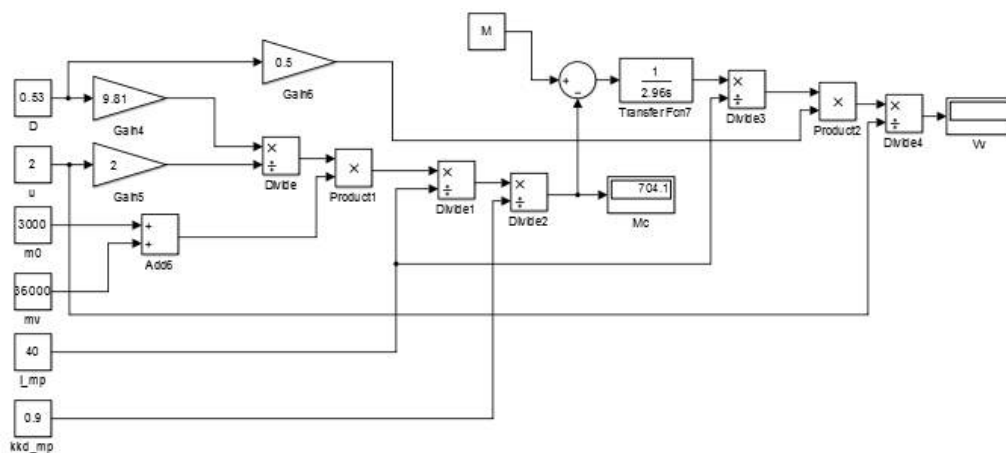 M
0.5
Gain6
0.53
D
9.81
Gain4
1
2.96s
Transfer Fcn7
+
−
×
÷
Divide3
×
Product2
×
÷
Divide4
Vv
2
u
2
Gain5
×
÷
Divide
×
Product1
×
÷
Divide1
×
÷
Divide2
704.1
Mc
3000
m0
+
+
Add6
36000
mv
40
i_mp
0.9
kkd_mp